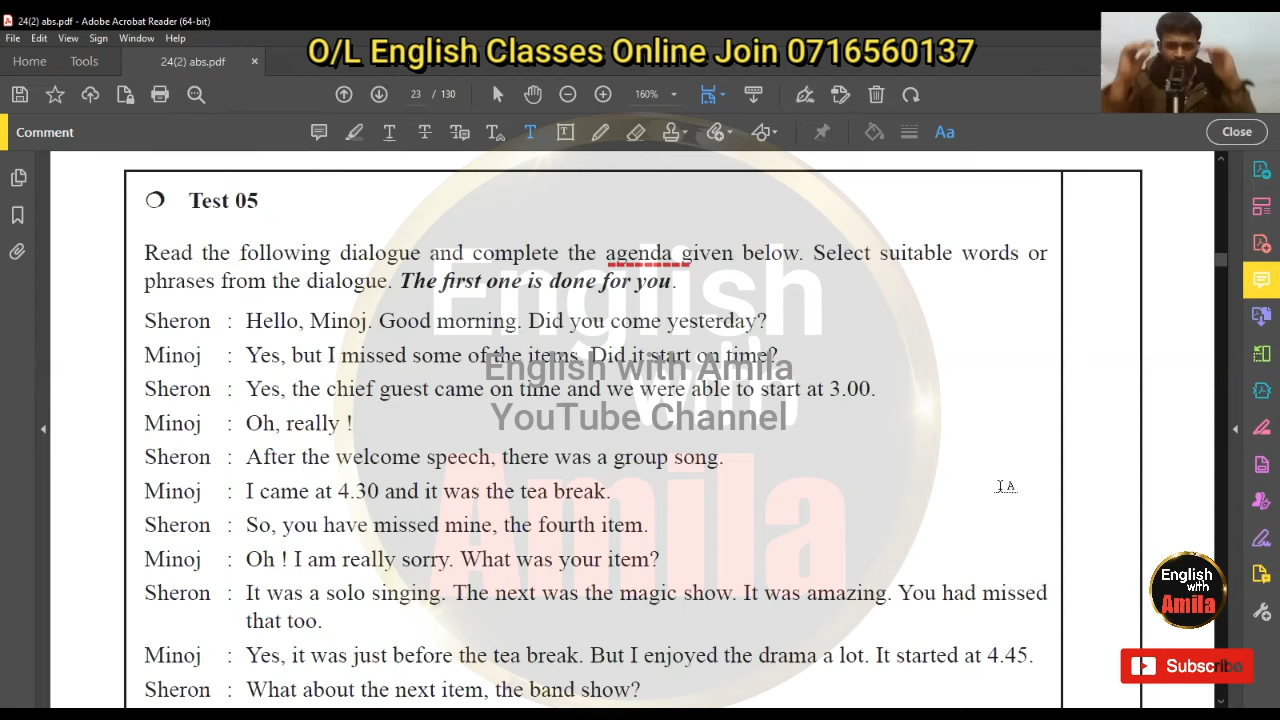 24(2) abs.pdf - Adobe Acrobat Reader (64-bit)
File Edit View Sign Window Help
O/L English Classes Online Join 0716560137
Home Tools 24(2) abs.pdf ×
23 / 130 160%
Comment Close
Test 05
Read the following dialogue and complete the agenda given below. Select suitable words or
phrases from the dialogue. The first one is done for you.
Sheron : Hello, Minoj. Good morning. Did you come yesterday?
Minoj : Yes, but I missed some of the items. Did it start on time?
Sheron : Yes, the chief guest came on time and we were able to start at 3.00.
Minoj : Oh, really !
Sheron : After the welcome speech, there was a group song.
Minoj : I came at 4.30 and it was the tea break.
Sheron : So, you have missed mine, the fourth item.
Minoj : Oh ! I am really sorry. What was your item?
Sheron : It was a solo singing. The next was the magic show. It was amazing. You had missed
that too.
Minoj : Yes, it was just before the tea break. But I enjoyed the drama a lot. It started at 4.45.
Sheron : What about the next item, the band show?
English
with
Amila
English with Amila
YouTube Channel
English
with
Amila
Subscribe